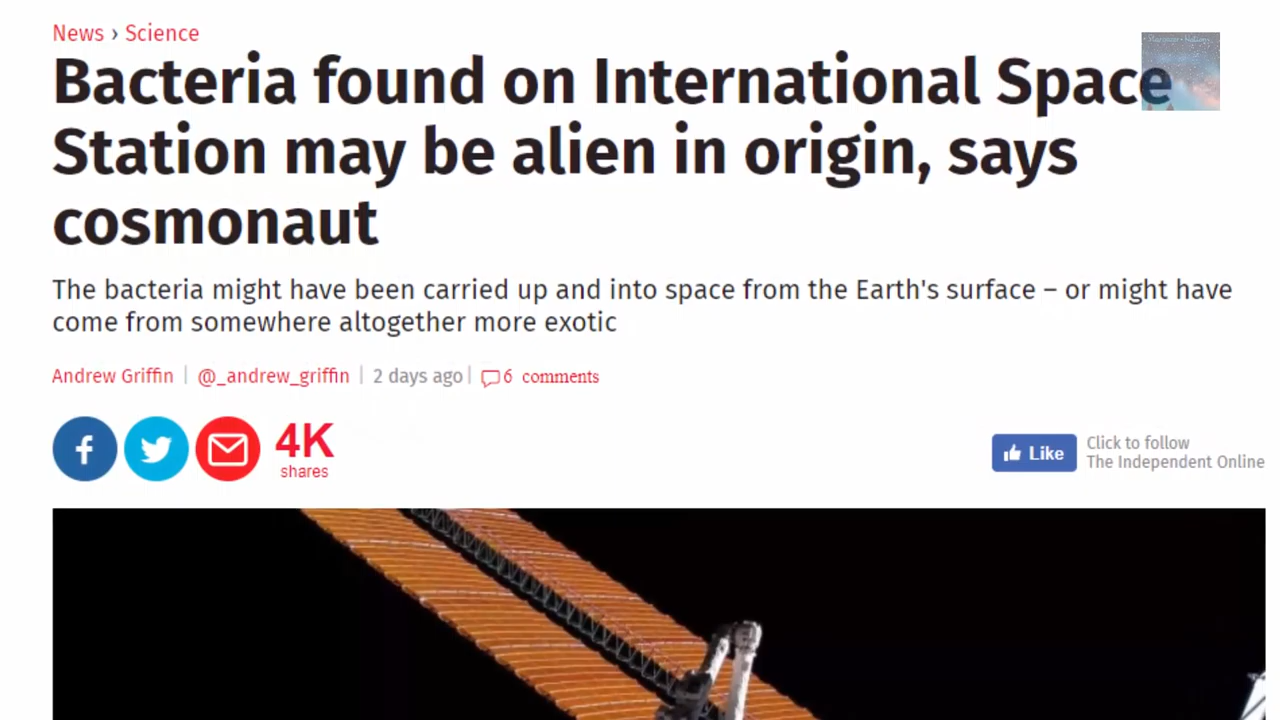 News › Science
Bacteria found on International Space
Station may be alien in origin, says
cosmonaut
The bacteria might have been carried up and into space from the Earth's surface – or might have
come from somewhere altogether more exotic
Andrew Griffin | @_andrew_griffin | 2 days ago | 6 comments
4K
shares
Like
Click to follow
The Independent Online